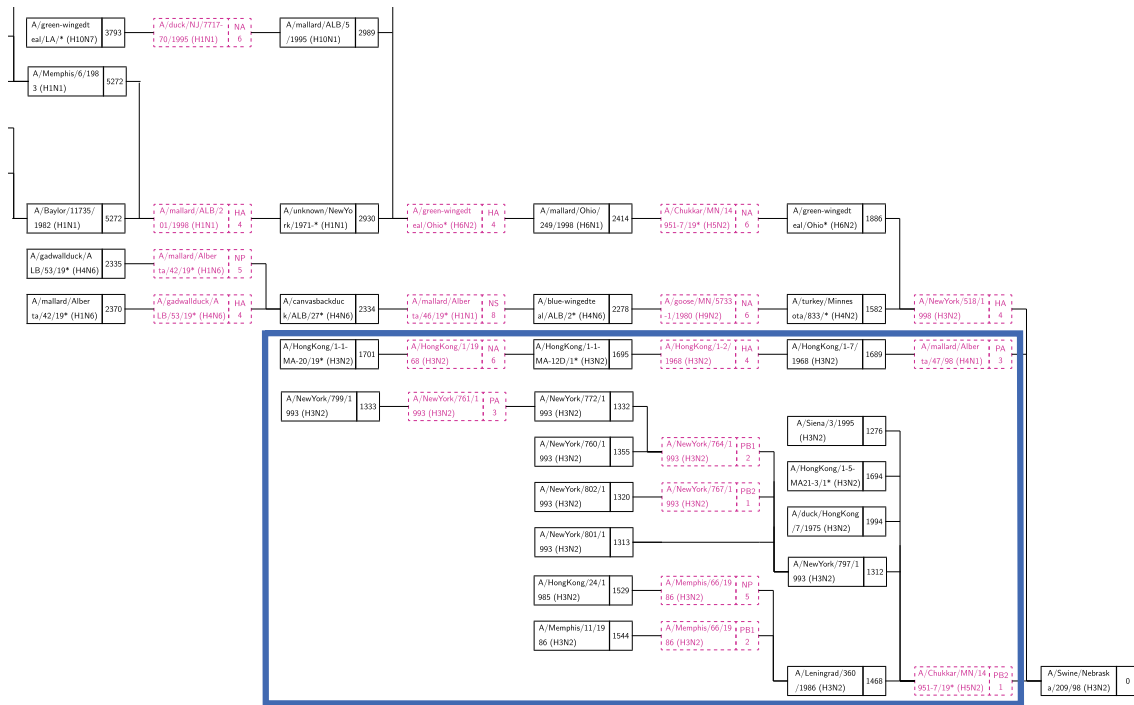 A/green-wingedt
eal/LA/* (H10N7)
3793
A/duck/NJ/7717-
70/1995 (H1N1)
NA
6
A/mallard/ALB/5
/1995 (H10N1)
2989
A/Memphis/6/198
3 (H1N1)
5272
A/Baylor/11735/
1982 (H1N1)
5272
A/mallard/ALB/2
01/1998 (H1N1)
HA
4
A/unknown/NewYo
rk/1971-* (H1N1)
2930
A/green-wingedt
eal/Ohio* (H6N2)
HA
4
A/mallard/Ohio/
249/1998 (H6N1)
2414
A/Chukkar/MN/14
951-7/19* (H5N2)
NA
6
A/green-wingedt
eal/Ohio* (H6N2)
1886
A/gadwallduck/A
LB/53/19* (H4N6)
2335
A/mallard/Alber
ta/42/19* (H1N6)
NP
5
A/mallard/Alber
ta/42/19* (H1N6)
2370
A/gadwallduck/A
LB/53/19* (H4N6)
HA
4
A/canvasbackduc
k/ALB/27* (H4N6)
2334
A/mallard/Alber
ta/46/19* (H1N1)
NS
8
A/blue-wingedte
al/ALB/2* (H4N6)
2278
A/goose/MN/5733
-1/1980 (H9N2)
NA
6
A/turkey/Minnes
ota/833/* (H4N2)
1582
A/NewYork/518/1
998 (H3N2)
HA
4
A/HongKong/1-1-
MA-20/19* (H3N2)
1701
A/HongKong/1/19
68 (H3N2)
NA
6
A/HongKong/1-1-
MA-12D/1* (H3N2)
1695
A/HongKong/1-2/
1968 (H3N2)
HA
4
A/HongKong/1-7/
1968 (H3N2)
1689
A/mallard/Alber
ta/47/98 (H4N1)
PA
3
A/NewYork/799/1
993 (H3N2)
1333
A/NewYork/761/1
993 (H3N2)
PA
3
A/NewYork/772/1
993 (H3N2)
1332
A/Siena/3/1995
(H3N2)
1276
A/NewYork/760/1
993 (H3N2)
1355
A/NewYork/764/1
993 (H3N2)
PB1
2
A/HongKong/1-5-
MA21-3/1* (H3N2)
1694
A/NewYork/802/1
993 (H3N2)
1320
A/NewYork/767/1
993 (H3N2)
PB2
1
A/duck/HongKong
/7/1975 (H3N2)
1994
A/NewYork/801/1
993 (H3N2)
1313
A/NewYork/797/1
993 (H3N2)
1312
A/HongKong/24/1
985 (H3N2)
1529
A/Memphis/66/19
86 (H3N2)
NP
5
A/Memphis/11/19
86 (H3N2)
1544
A/Memphis/66/19
86 (H3N2)
PB1
2
A/Leningrad/360
/1986 (H3N2)
1468
A/Chukkar/MN/14
951-7/19* (H5N2)
PB2
1
A/Swine/Nebrask
a/209/98 (H3N2)
0